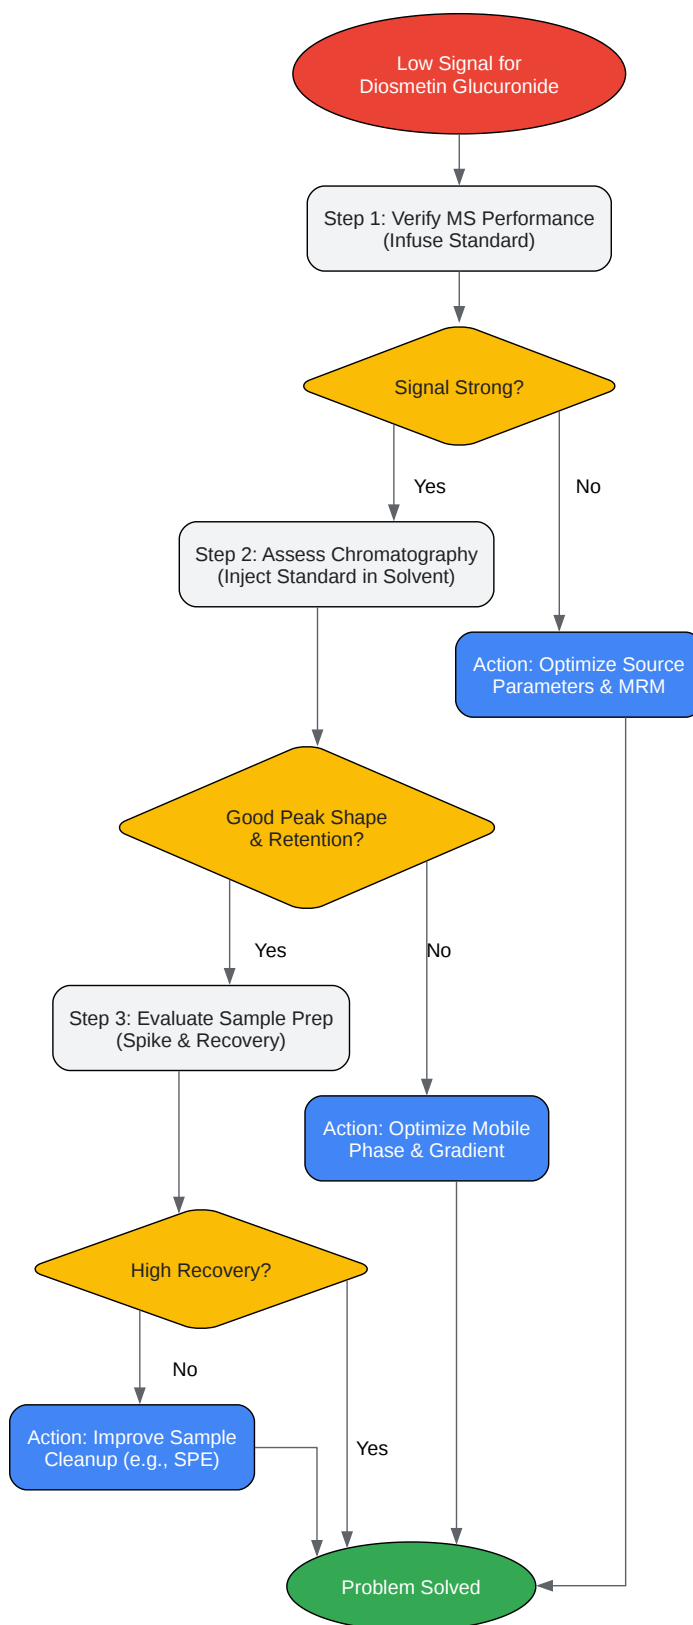 Low Signal for
Diosmetin Glucuronide
Step 1: Verify MS Performance
(Infuse Standard)
Signal Strong?
Yes
No
Step 2: Assess Chromatography
(Inject Standard in Solvent)
Action: Optimize Source
Parameters & MRM
Good Peak Shape
& Retention?
Yes
No
Step 3: Evaluate Sample Prep
(Spike & Recovery)
Action: Optimize Mobile
Phase & Gradient
High Recovery?
No
Action: Improve Sample
Cleanup (e.g., SPE)
Yes
Problem Solved